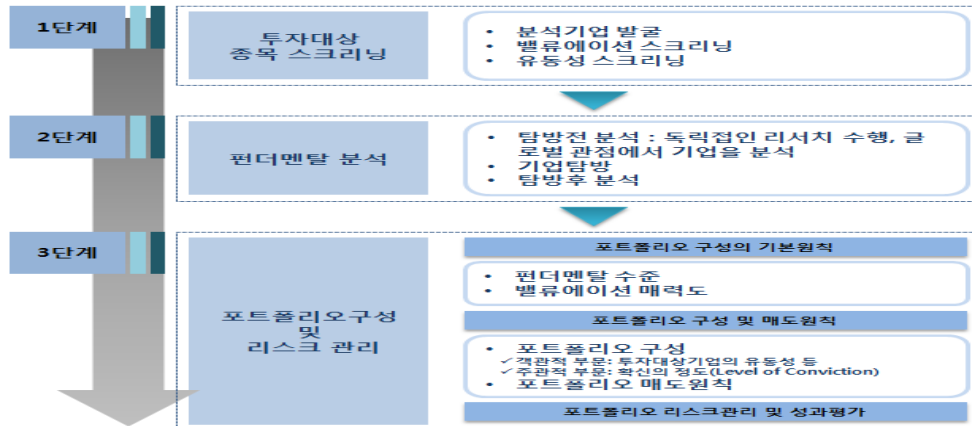 1단계
투자대상
종목 스크리닝
• 분석기업 발굴
• 밸류에이션 스크리닝
• 유동성 스크리닝
2단계
펀더멘탈 분석
• 탐방전 분석 : 독릭접인 리서치 수행, 글
로벌 관점에서 기업을 분석
• 기업탐방
• 탐방후 분석
3단계
포트폴리오구성
및
리스크 관리
포트폴리오 구성의 기본원칙
• 펀더멘탈 수준
• 밸류에이션 매력도
포트폴리오 구성 및 매도원칙
• 포트폴리오 구성
✓객관적 부문: 투자대상기업의 유동성 등
✓주관적 부문: 확신의 정도(Level of Conviction)
• 포트폴리오 매도원칙
포트폴리오 리스크관리 및 성과평가